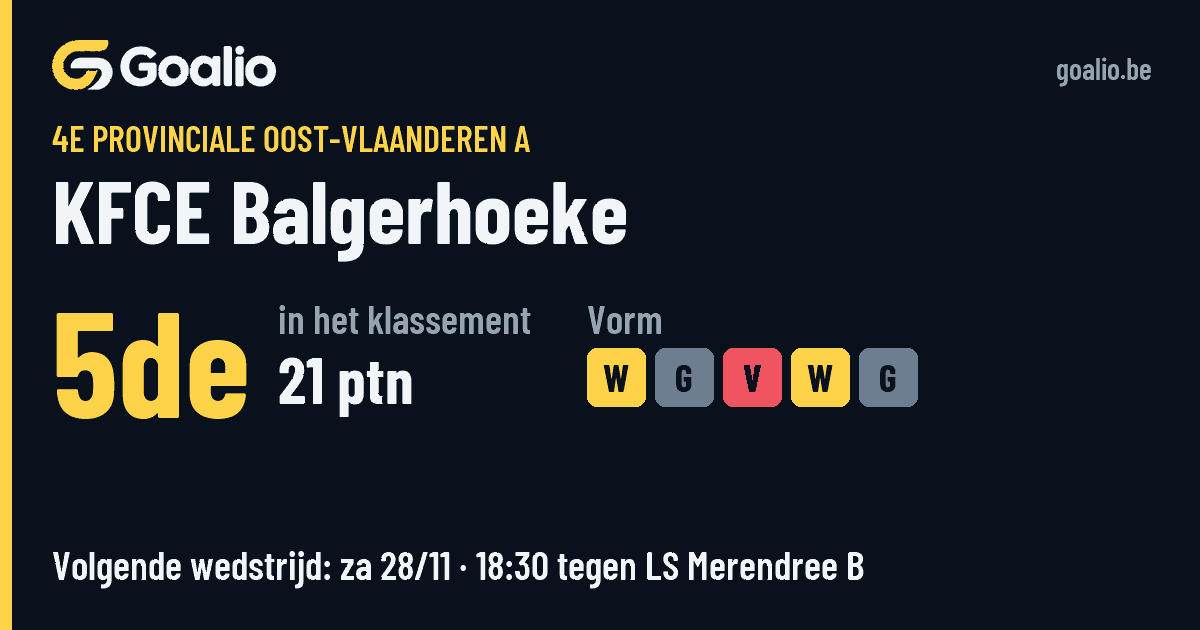 Goalio
goalio.be
4E PROVINCIALE OOST-VLAANDEREN A
KFCE Balgerhoeke
5de
in het klassement
21 ptn
Vorm
W G V W G
Volgende wedstrijd: za 28/11 · 18:30 tegen LS Merendree B